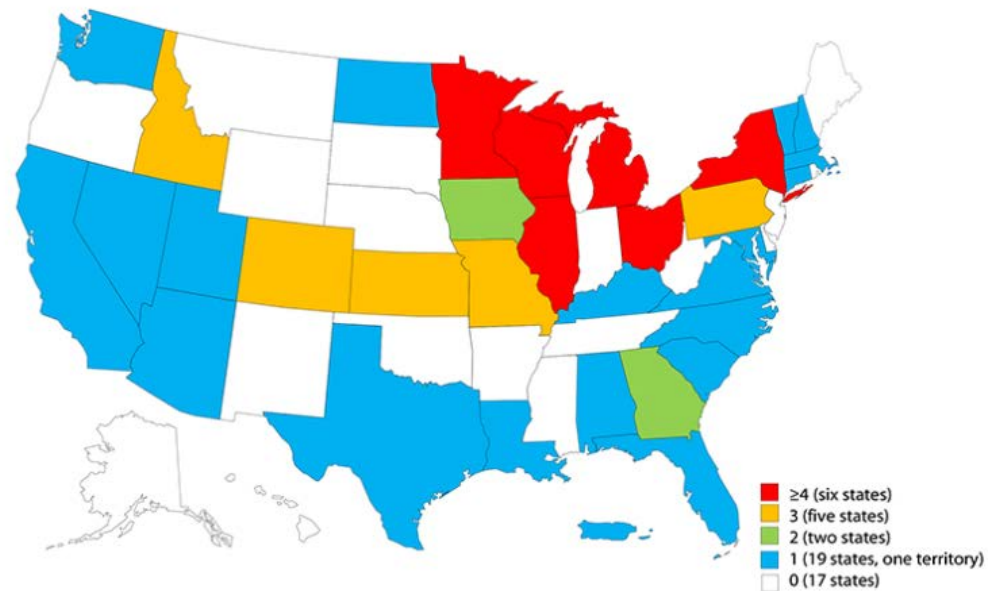 ≥4 (six states)
3 (five states)
2 (two states)
1 (19 states, one territory)
0 (17 states)